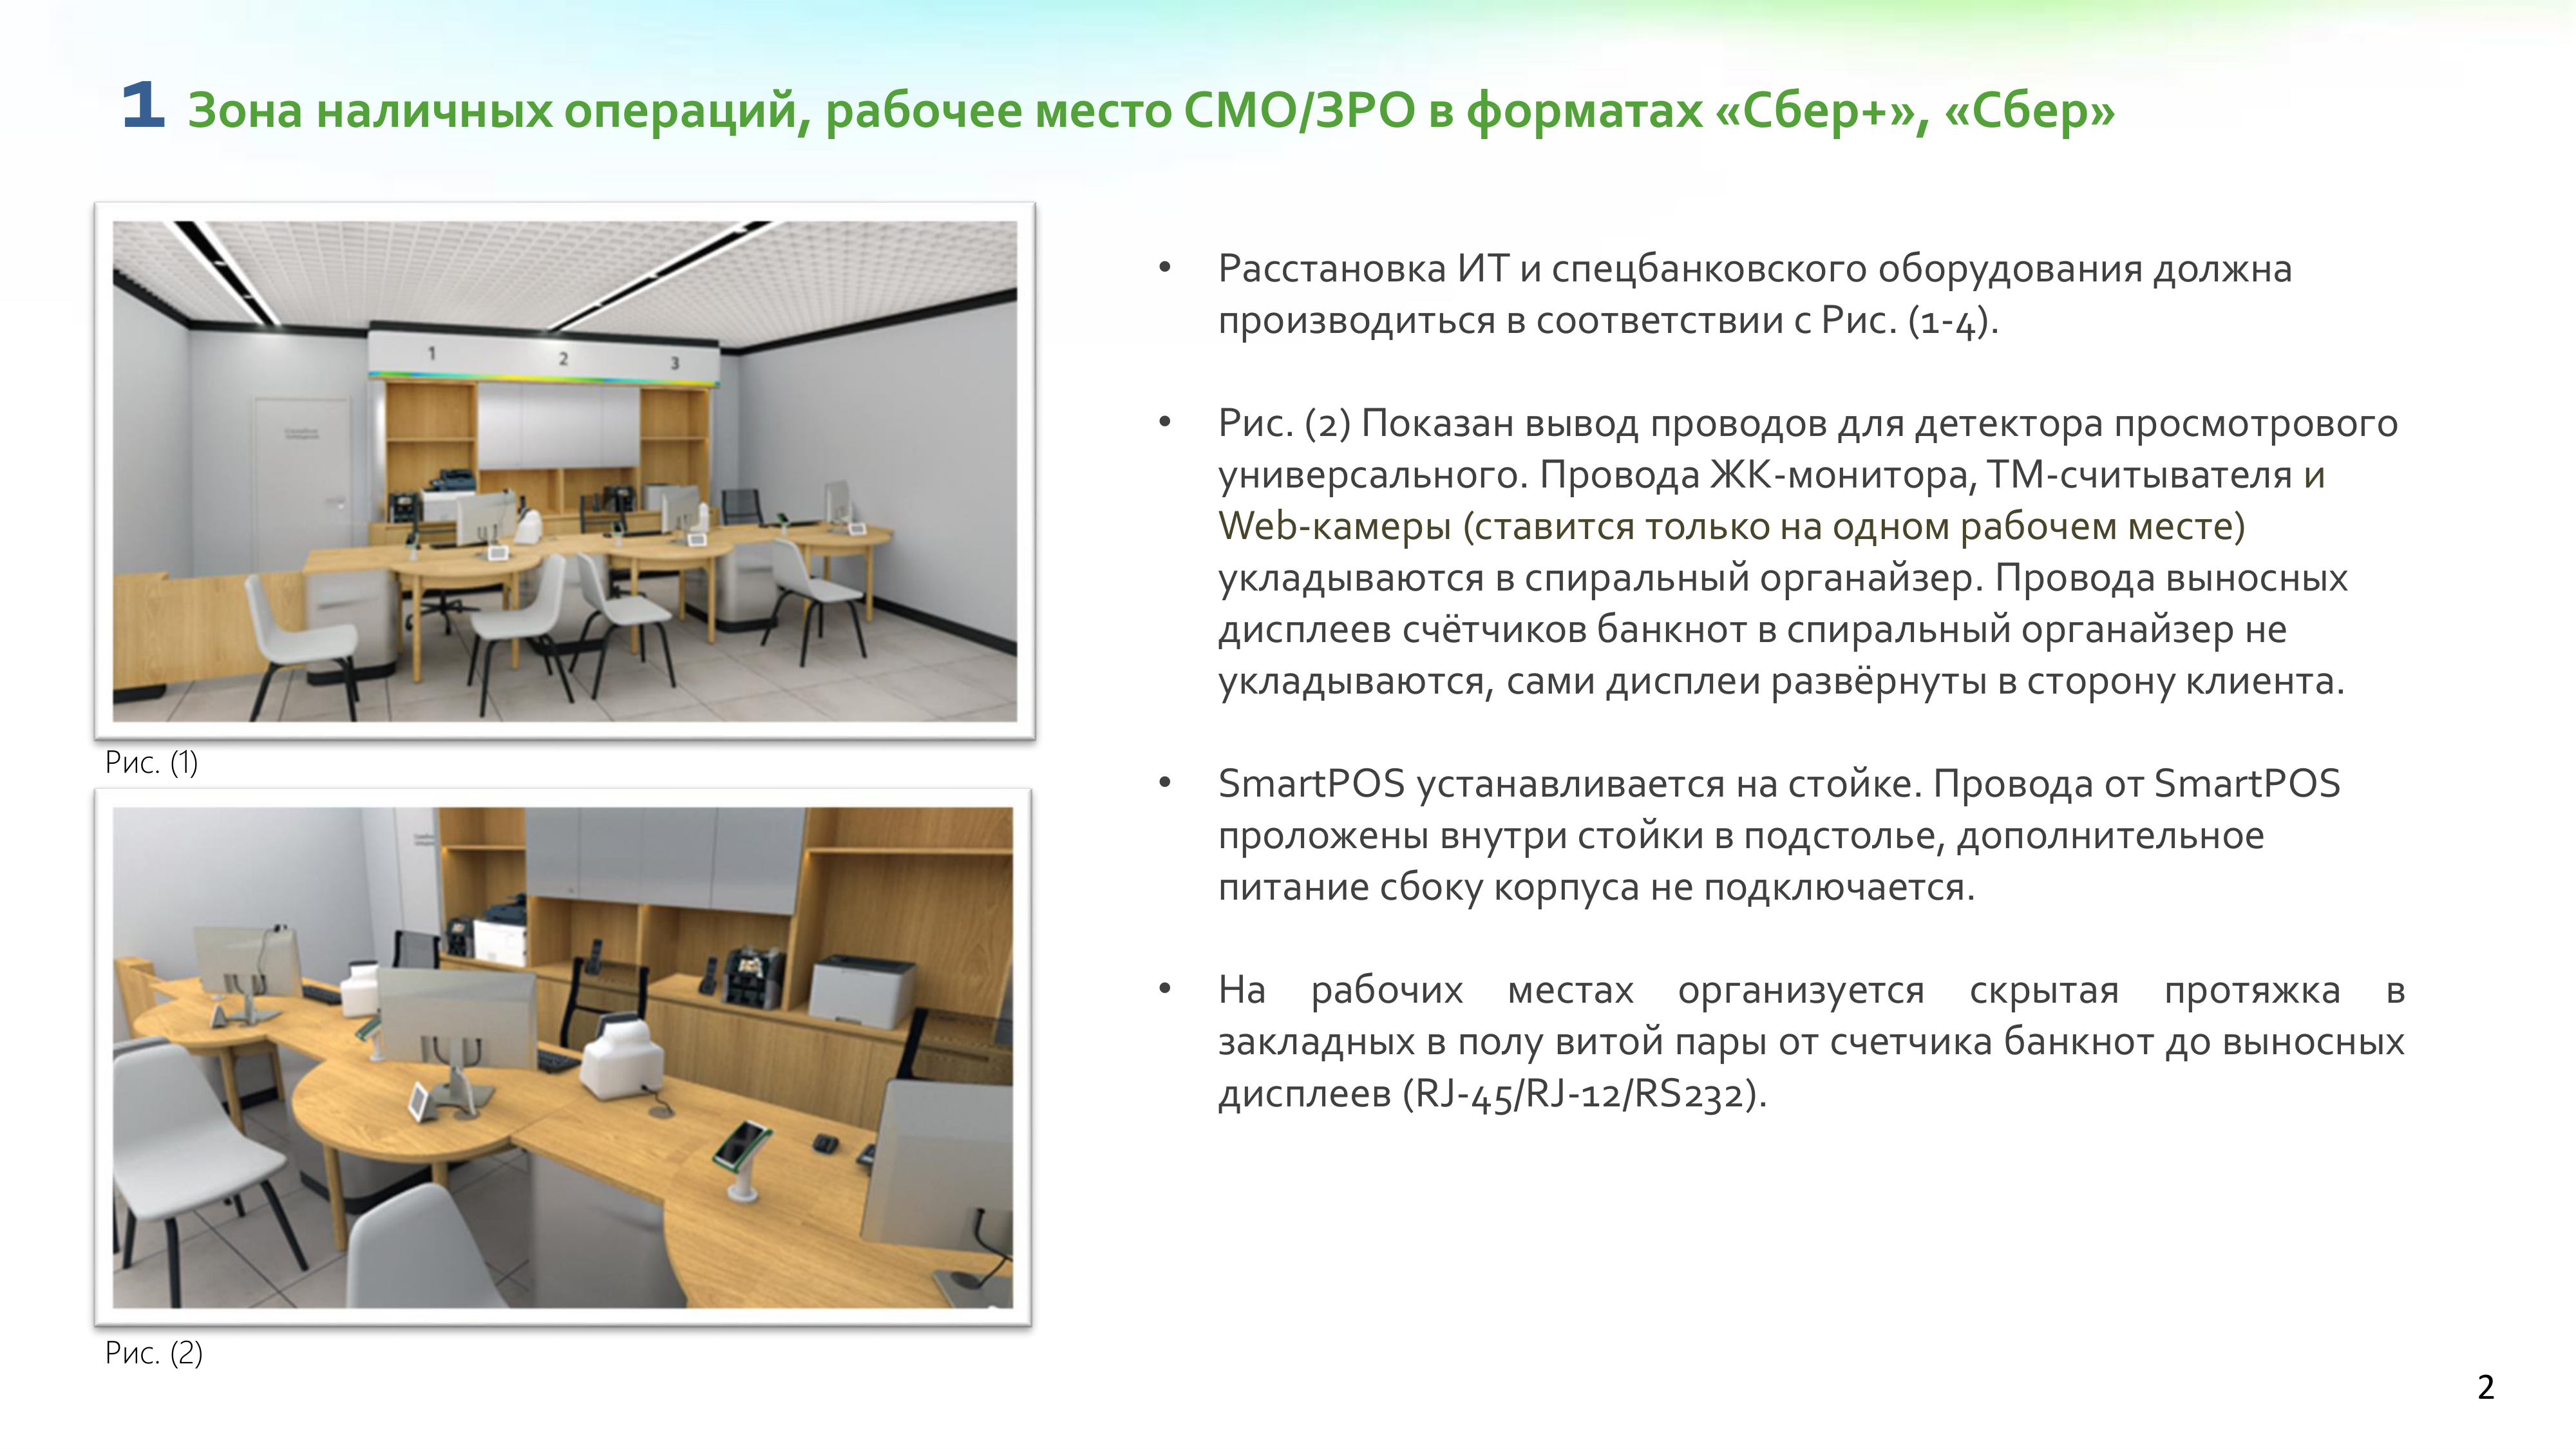 1 Зона наличных операций, рабочее место СМО/ЗРО в форматах «Сбер+», «Сбер»
1 2 3
Рис. (1)
Рис. (2)
• Расстановка ИТ и спецбанковского оборудования должна
производиться в соответствии с Рис. (1-4).
• Рис. (2) Показан вывод проводов для детектора просмотрового
универсального. Провода ЖК-монитора, ТМ-считывателя и
Web-камеры (ставится только на одном рабочем месте)
укладываются в спиральный органайзер. Провода выносных
дисплеев счётчиков банкнот в спиральный органайзер не
укладываются, сами дисплеи развёрнуты в сторону клиента.
• SmartPOS устанавливается на стойке. Провода от SmartPOS
проложены внутри стойки в подстолье, дополнительное
питание сбоку корпуса не подключается.
• На рабочих местах организуется скрытая протяжка в
закладных в полу витой пары от счетчика банкнот до выносных
дисплеев (RJ-45/RJ-12/RS232).
2